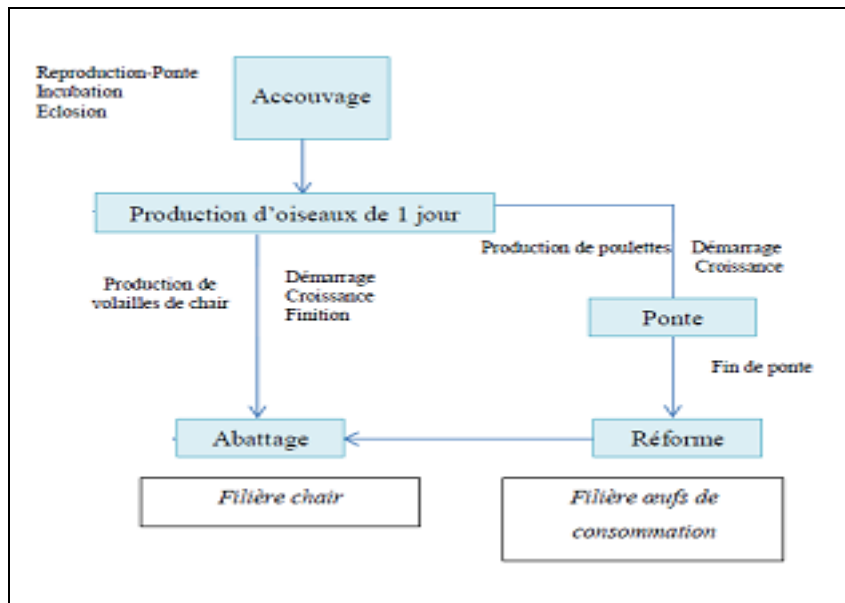 Reproduction-Ponte
Incubation
Eclosion
Accouvage
Production d'oiseaux de 1 jour
Production de
volailles de chair
Démarrage
Croissance
Finition
Production de poulettes
Démarrage
Croissance
Ponte
Fin de ponte
Abattage
Réforme
Filière chair
Filière œufs de
consommation